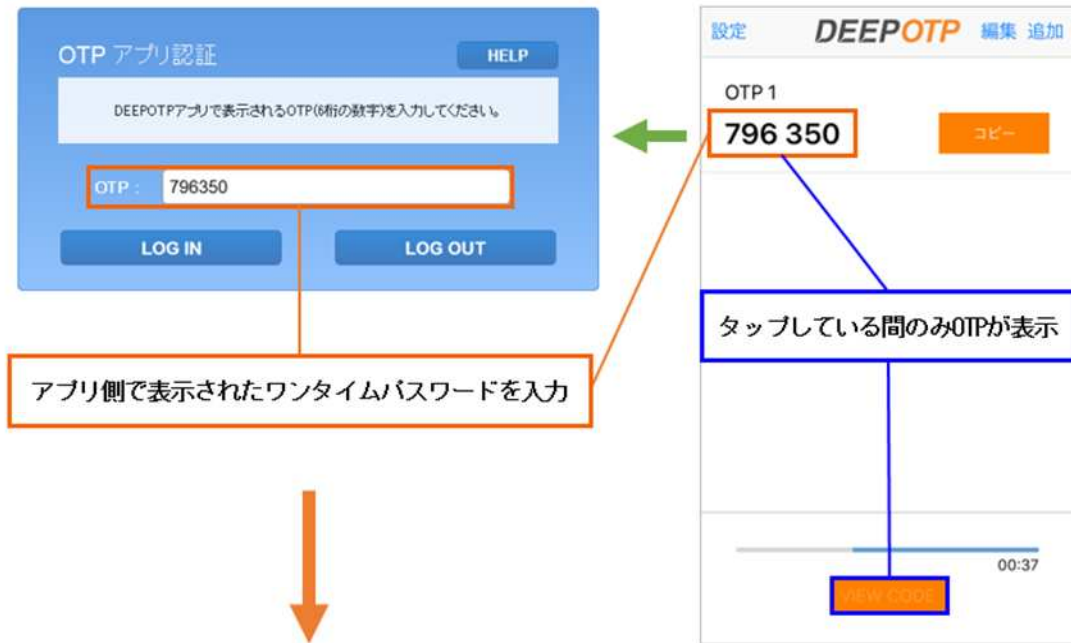 OTP アプリ認証
HELP
DEEPOTPアプリで表示されるOTP(6桁の数字)を入力してください。
OTP :
796350
LOG IN
LOG OUT
アプリ側で表示されたワンタイムパスワードを入力
設定
DEEPOTP
編集
追加
OTP 1
796 350
コピー
タップしている間のみOTPが表示
00:37
VIEW CODE